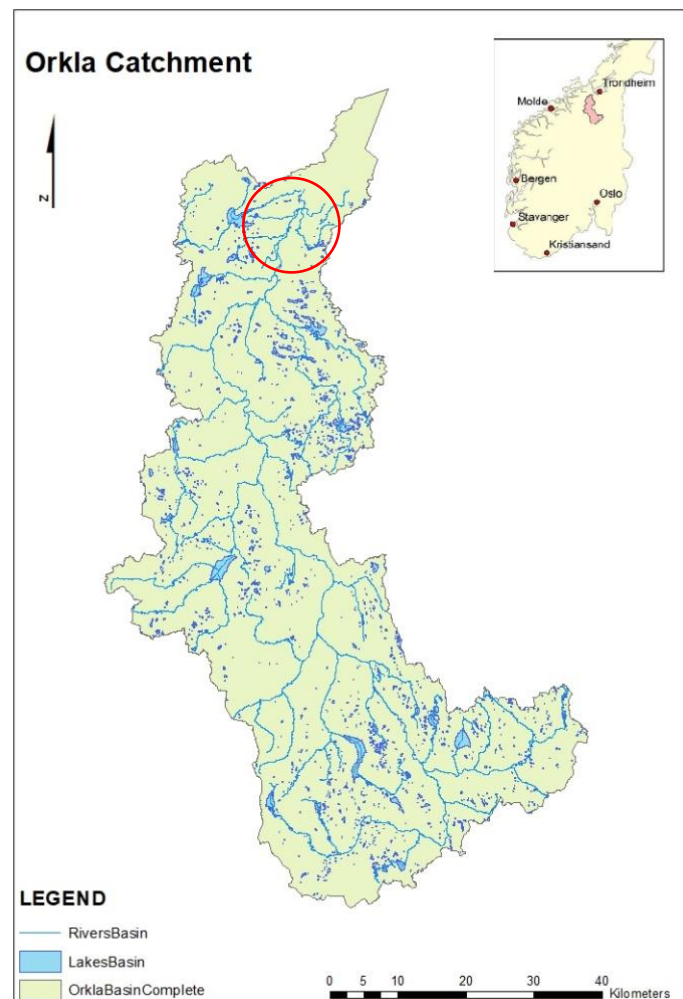 Orkla Catchment
N
Trondheim
Molde
Bergen
Oslo
Stavanger
Kristiansand
LEGEND
RiversBasin
LakesBasin
OrklaBasinComplete
0 5 10 20 30 40
Kilometers